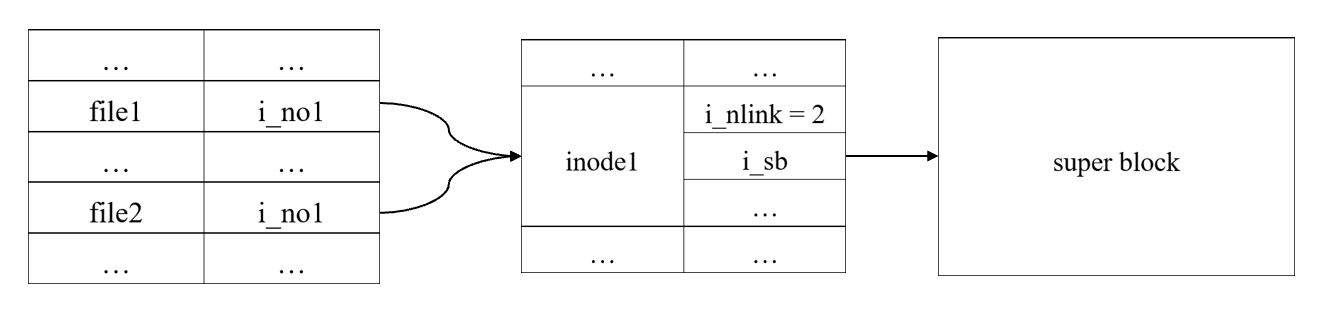 … …
file1 i_no1
… …
file2 i_no1
… …
… …
inode1
i_nlink = 2
i_sb
…
… …
super block